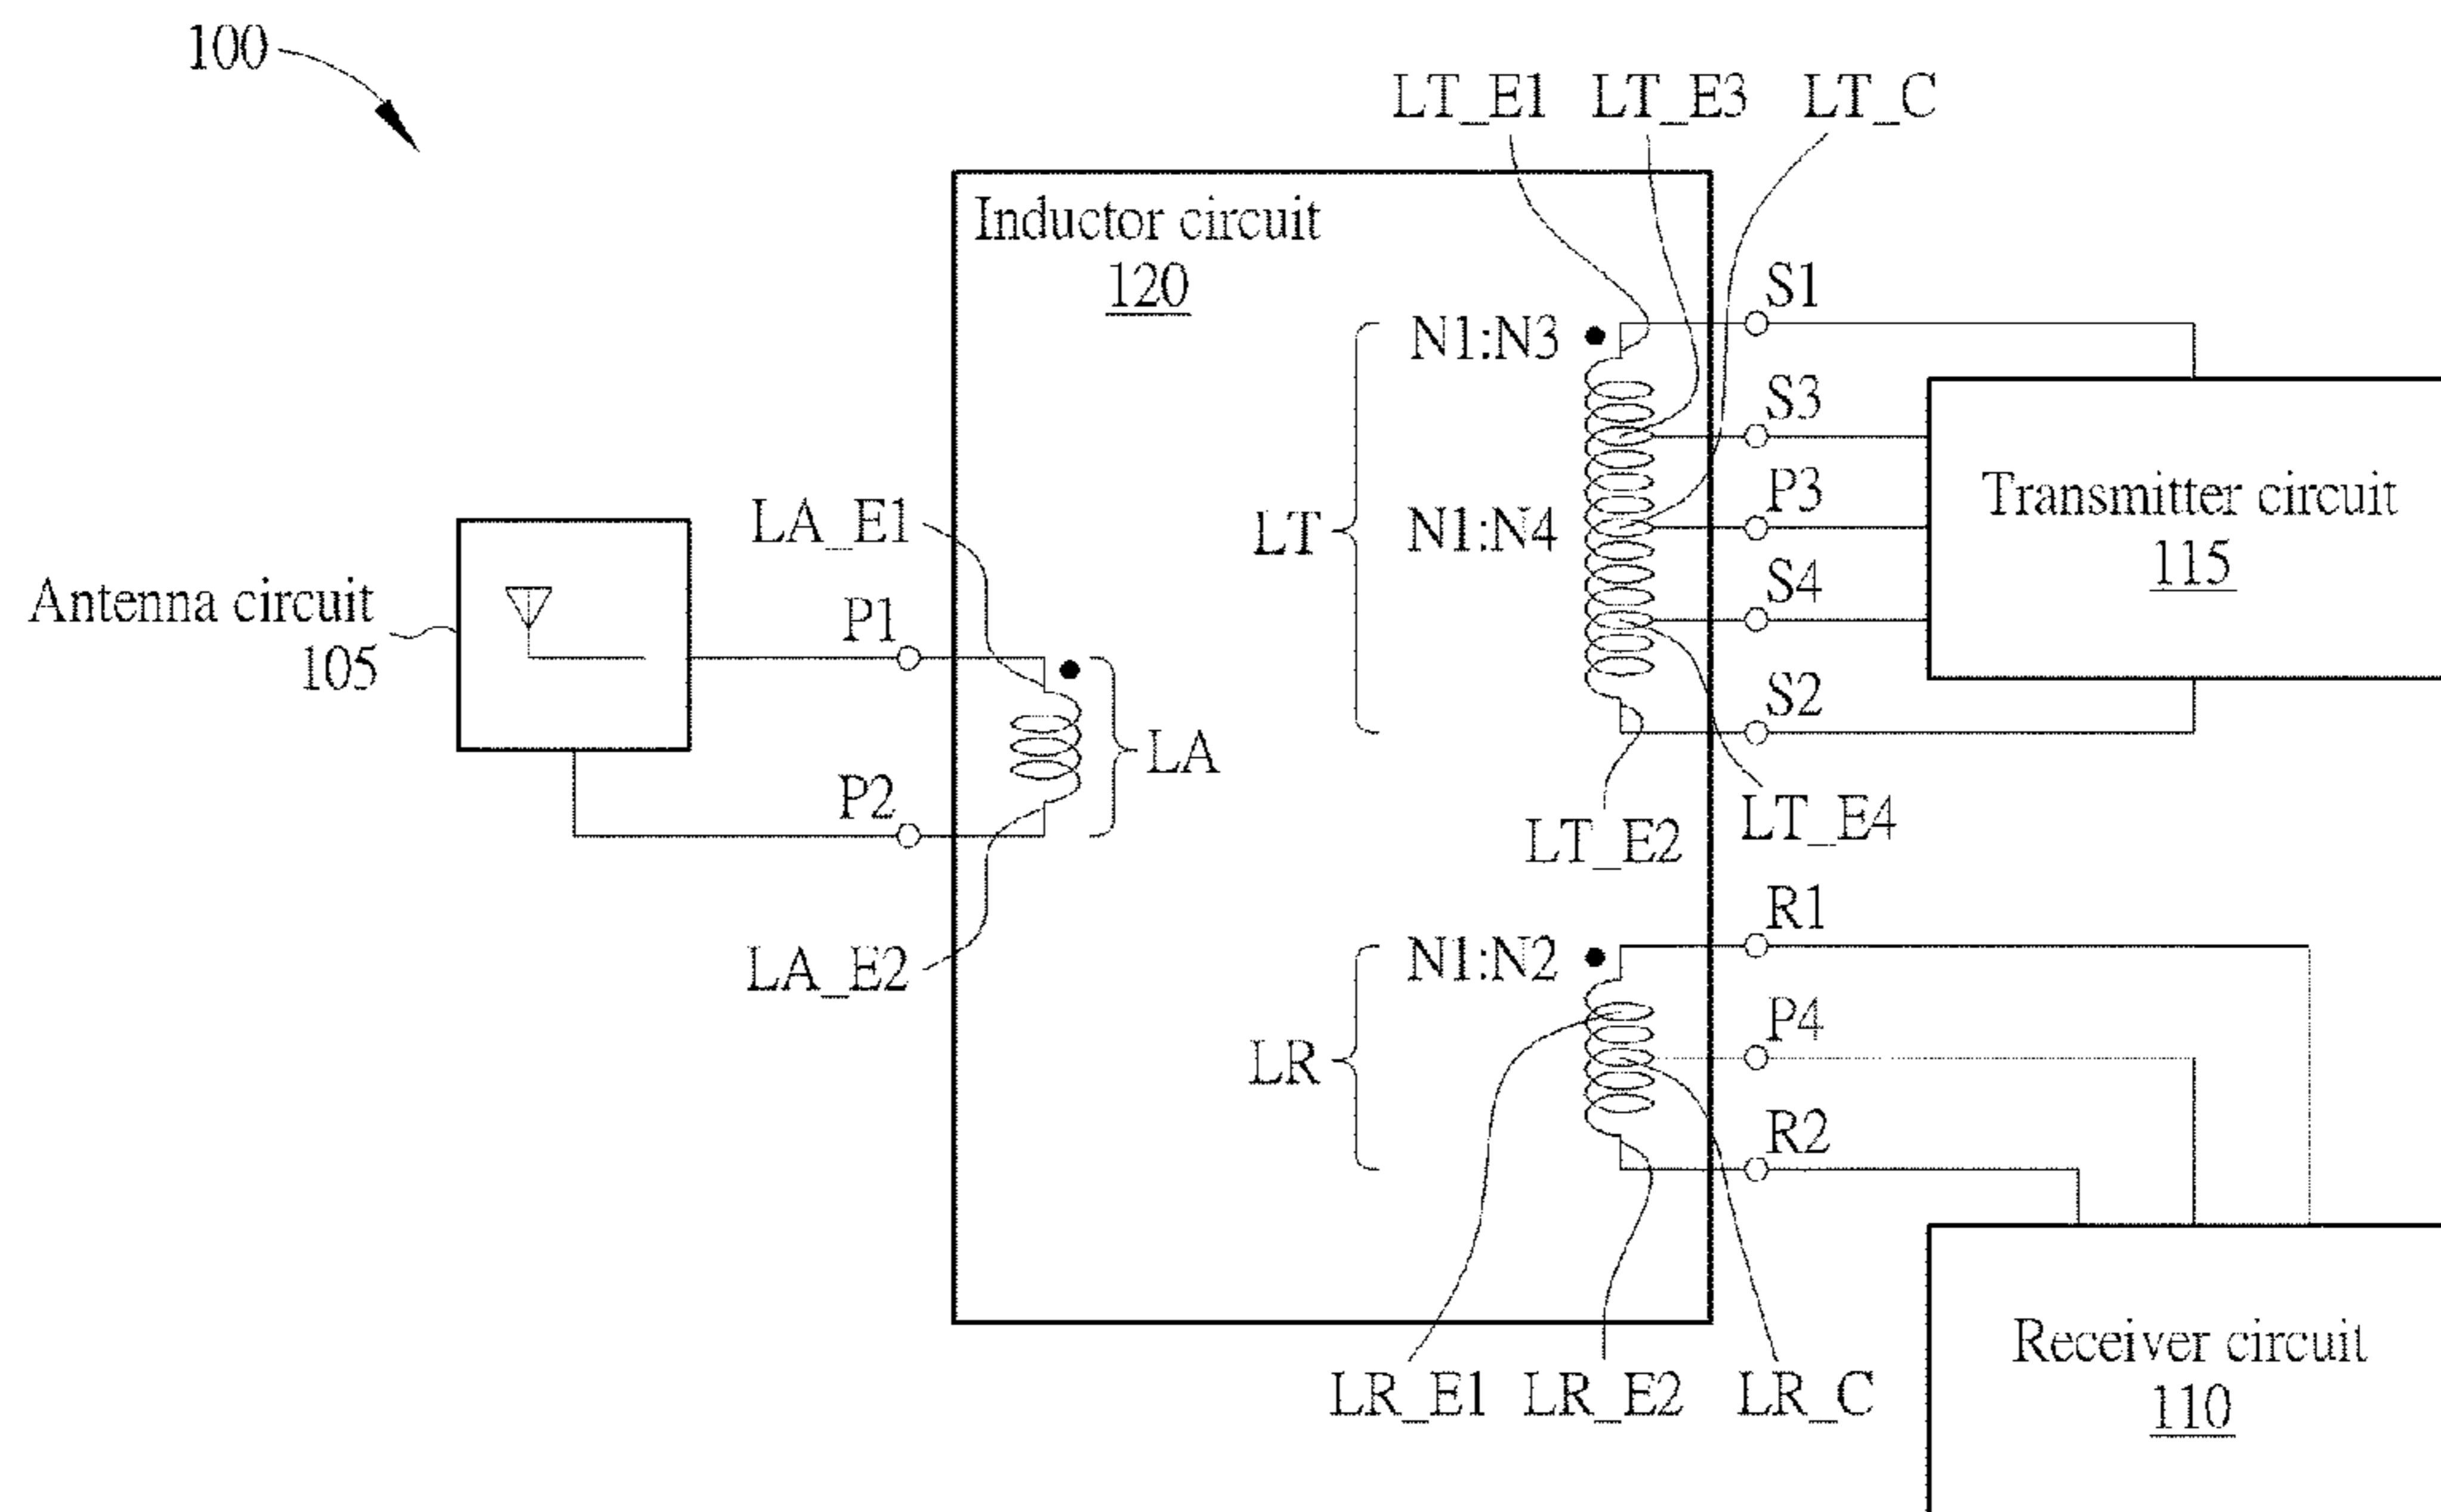 100
LT_E1 LT_E3 LT_C
Inductor circuit
120
S1
N1:N3
S3
P3
Transmitter circuit
115
LT
N1:N4
LA_E1
S4
Antenna circuit
105
P1
S2
LA
P2
LT_E4
LT_E2
R1
LA_E2
N1:N2
P4
LR
R2
Receiver circuit
110
LR_E1 LR_E2 LR_C